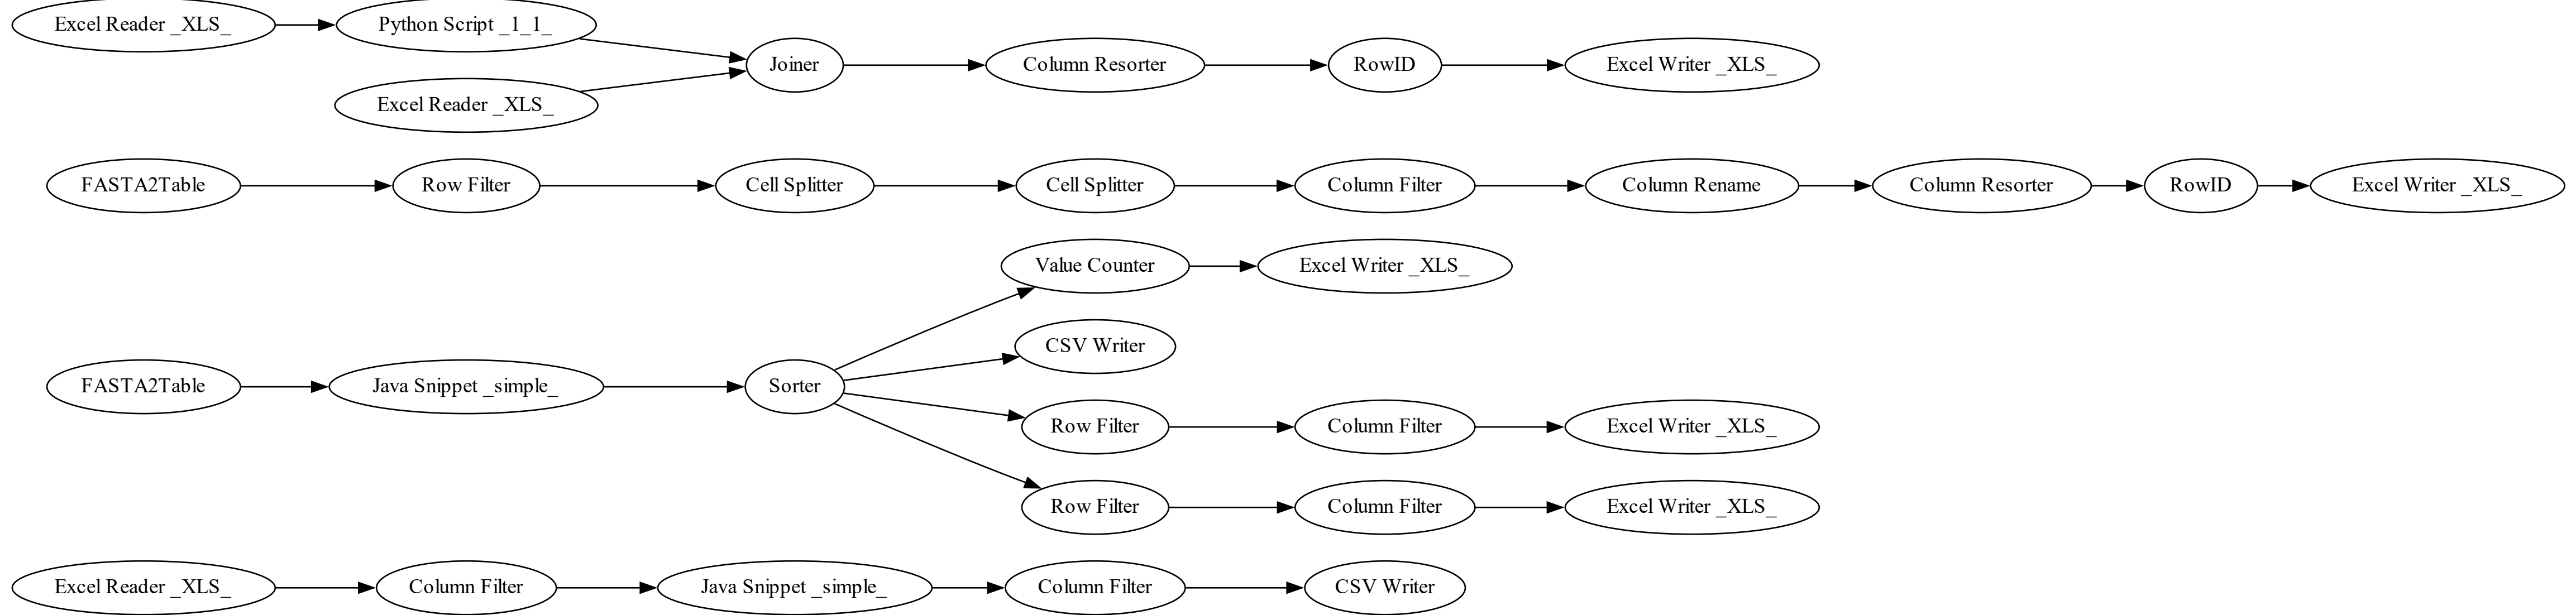 Excel Reader _XLS_
Python Script _1_1_
Excel Reader _XLS_
Joiner
Column Resorter
RowID
Excel Writer _XLS_
FASTA2Table
Row Filter
Cell Splitter
Cell Splitter
Column Filter
Column Rename
Column Resorter
RowID
Excel Writer _XLS_
FASTA2Table
Java Snippet _simple_
Sorter
Value Counter
Excel Writer _XLS_
CSV Writer
Row Filter
Column Filter
Excel Writer _XLS_
Row Filter
Column Filter
Excel Writer _XLS_
Excel Reader _XLS_
Column Filter
Java Snippet _simple_
Column Filter
CSV Writer